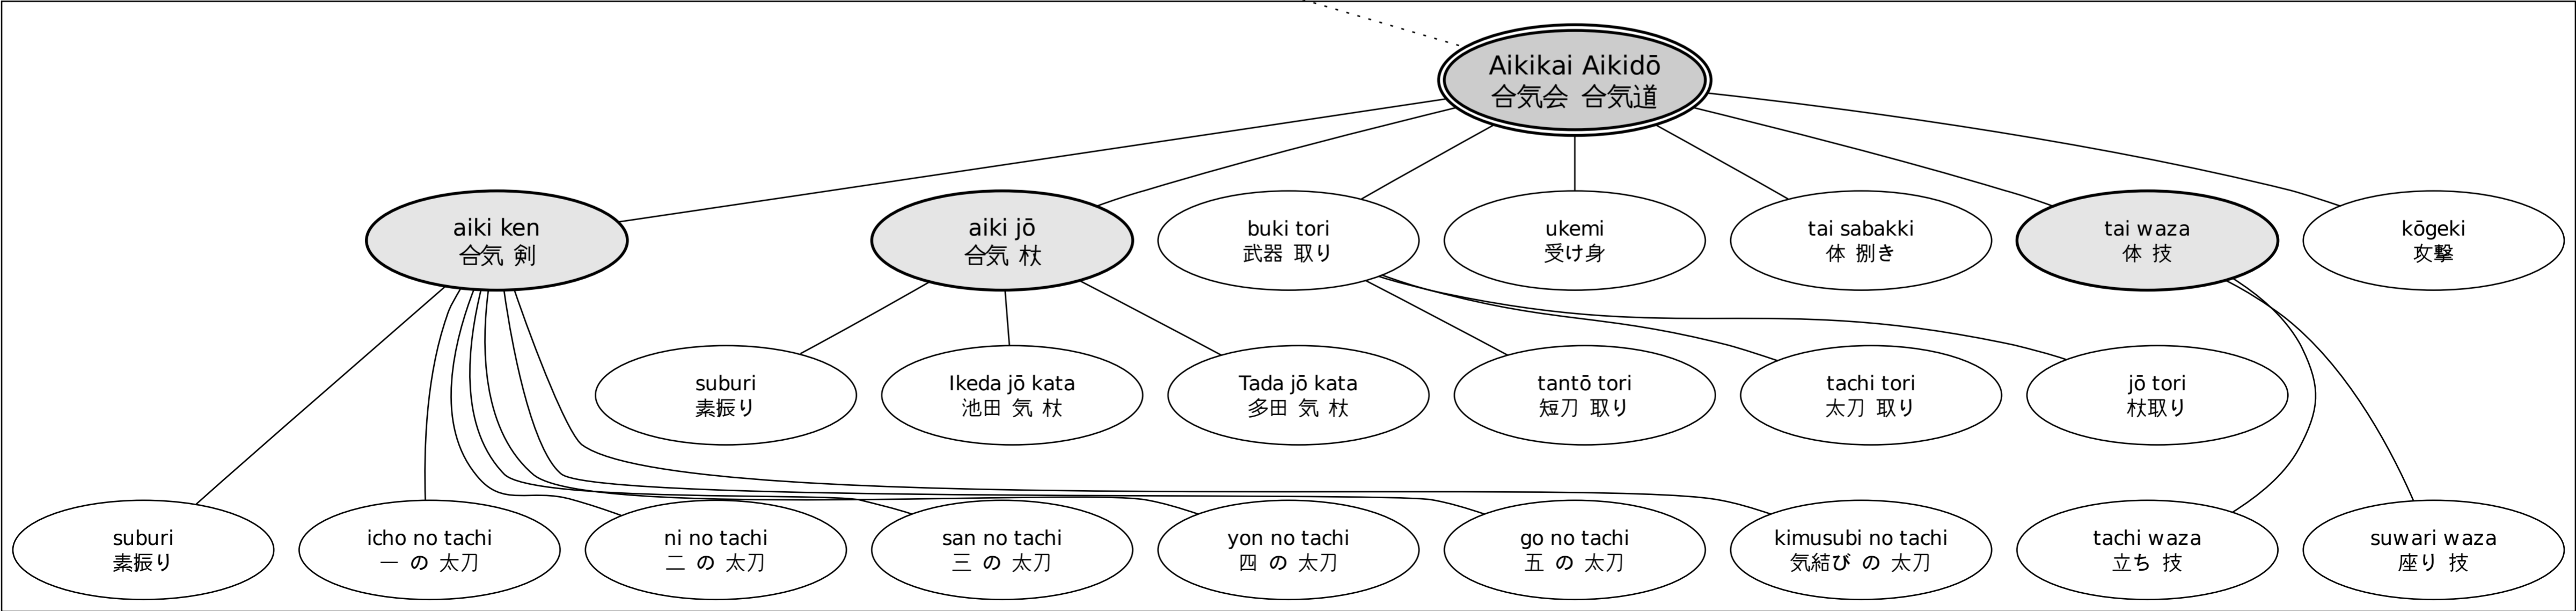 Aikikai Aikidō
合気会 合気道
aiki ken
合気 剣
aiki jō
合気 杖
buki tori
武器 取り
ukemi
受け身
tai sabakki
体 捌き
tai waza
体 技
kōgeki
攻撃
suburi
素振り
Ikeda jō kata
池田 気 杖
Tada jō kata
多田 気 杖
tantō tori
短刀 取り
tachi tori
太刀 取り
jō tori
杖取り
suburi
素振り
icho no tachi
一 の 太刀
ni no tachi
二 の 太刀
san no tachi
三 の 太刀
yon no tachi
四 の 太刀
go no tachi
五 の 太刀
kimusubi no tachi
気結び の 太刀
tachi waza
立ち 技
suwari waza
座り 技